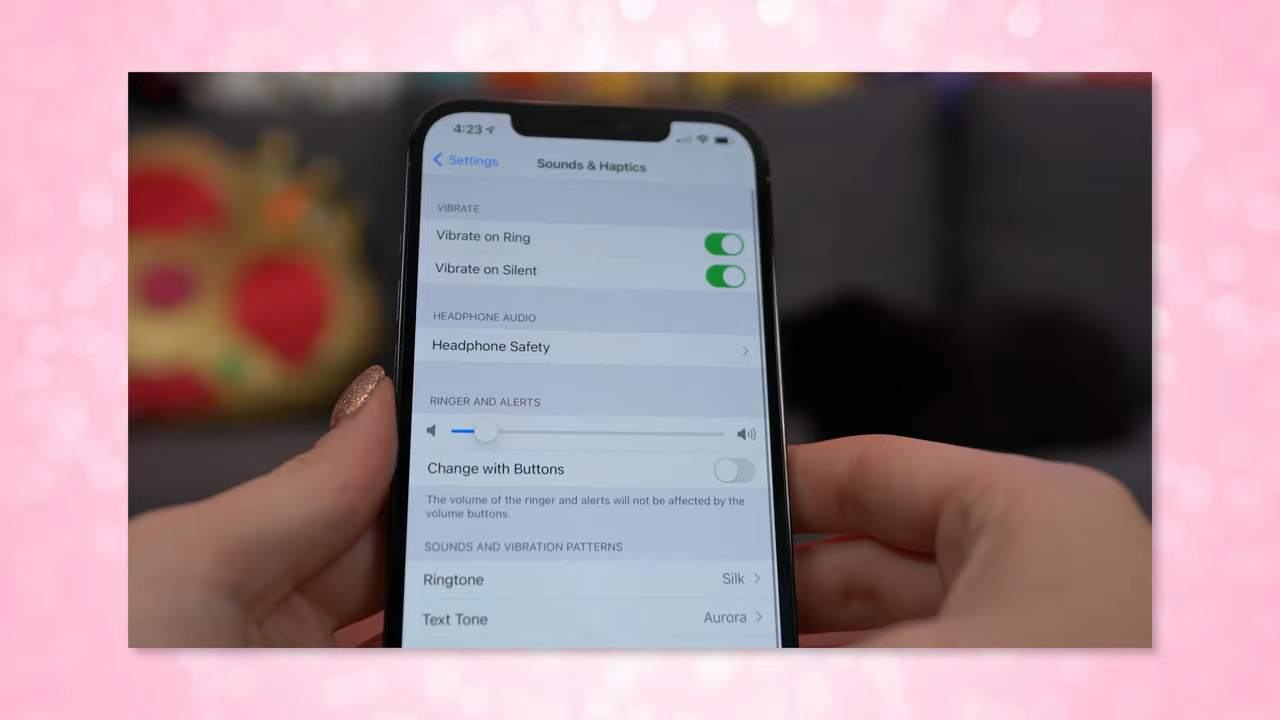 4:23
Settings
Sounds & Haptics
VIBRATE
Vibrate on Ring
Vibrate on Silent
HEADPHONE AUDIO
Headphone Safety
RINGER AND ALERTS
Change with Buttons
The volume of the ringer and alerts will not be affected by the
volume buttons.
SOUNDS AND VIBRATION PATTERNS
Ringtone Silk
Text Tone Aurora